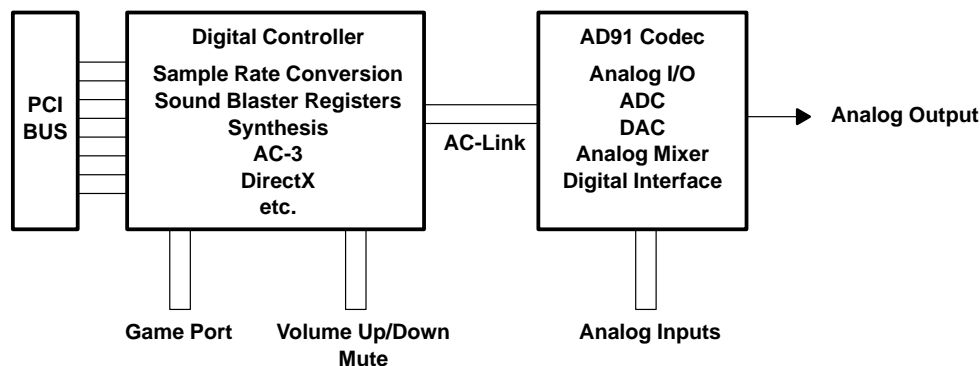 PCI
BUS
Digital Controller
Sample Rate Conversion
Sound Blaster Registers
Synthesis
AC-3
DirectX
etc.
AC-Link
AD91 Codec
Analog I/O
ADC
DAC
Analog Mixer
Digital Interface
Analog Output
Game Port
Volume Up/Down
Mute
Analog Inputs